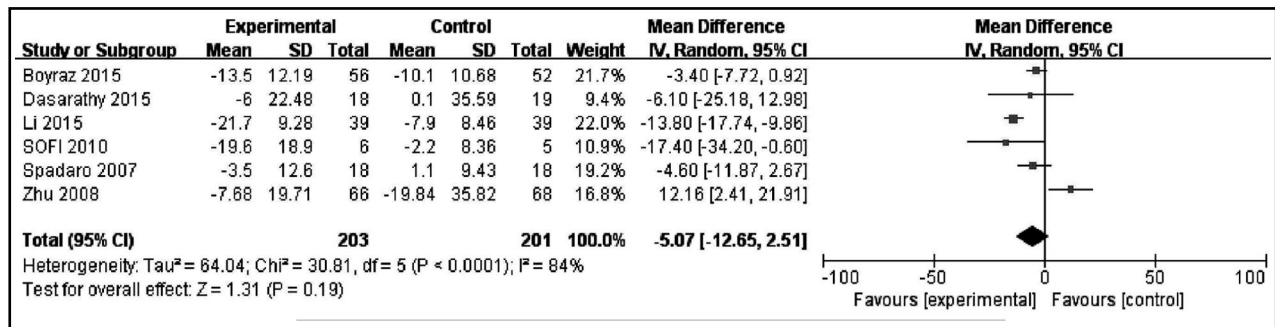 Experimental Control Mean Difference Mean Difference
Study or Subgroup Mean SD Total Mean SD Total Weight IV, Random, 95% CI IV, Random, 95% CI
Boyraz 2015 -13.5 12.19 56 -10.1 10.68 52 21.7% -3.40 [-7.72, 0.92]
Dasarathy 2015 -6 22.48 18 0.1 35.59 19 9.4% -6.10 [-25.18, 12.98]
Li 2015 -21.7 9.28 39 -7.9 8.46 39 22.0% -13.80 [-17.74, -9.86]
SOFI 2010 -19.6 18.9 6 -2.2 8.36 5 10.9% -17.40 [-34.20, -0.60]
Spadaro 2007 -3.5 12.6 18 1.1 9.43 18 19.2% -4.60 [-11.87, 2.67]
Zhu 2008 -7.68 19.71 66 -19.84 35.82 68 16.8% 12.16 [2.41, 21.91]
Total (95% CI) 203 201 100.0% -5.07 [-12.65, 2.51]
Heterogeneity: Tau² = 64.04; Chi² = 30.81, df = 5 (P < 0.0001); I² = 84%
-100 -50 0 50 100
Test for overall effect: Z = 1.31 (P = 0.19)
Favours [experimental] Favours [control]